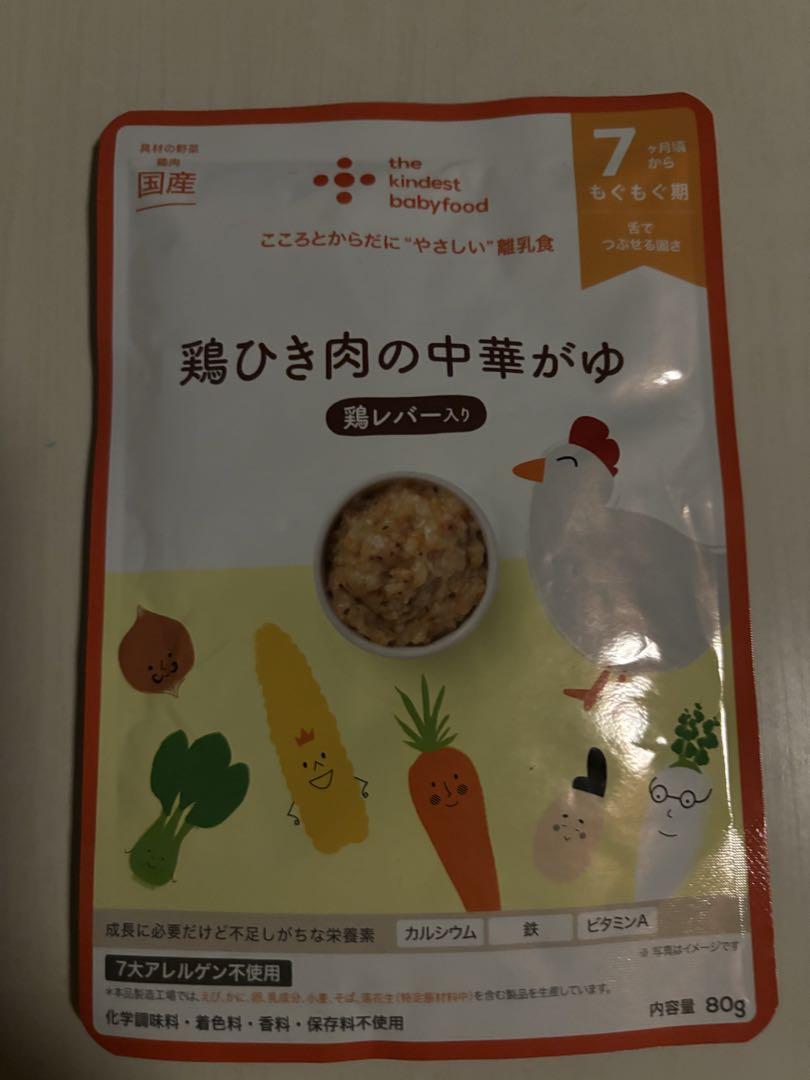 具材の野菜
鶏肉
国産
the
kindest
babyfood
こころとからだに“やさしい”離乳食
7ヶ月頃
から
もぐもぐ期
舌で
つぶせる固さ
鶏ひき肉の中華がゆ
鶏レバー入り
成長に必要だけど不足しがちな栄養素 カルシウム 鉄 ビタミンA
※写真はイメージです
7大アレルゲン不使用
*本品製造工場では、えび、かに、卵、乳成分、小麦、そば、落花生(特定原材料中)を含む製品を生産しています。
化学調味料・着色料・香料・保存料不使用
内容量 80g